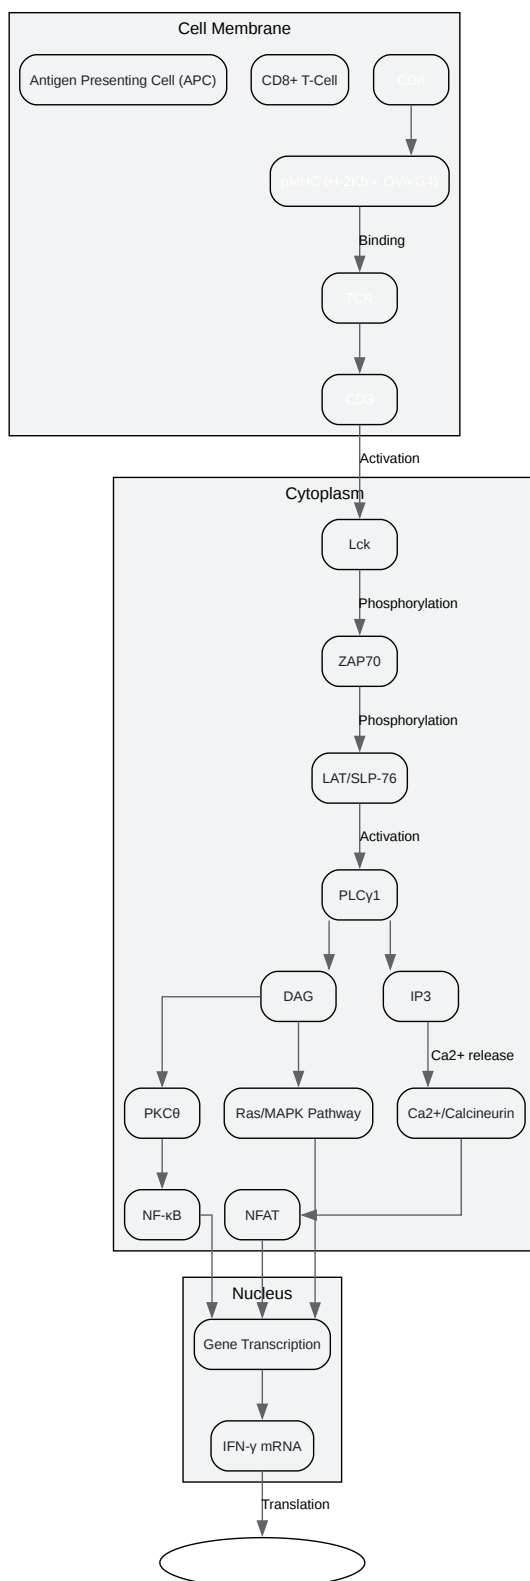 Cell Membrane
Antigen Presenting Cell (APC)
CD8+ T-Cell
CD8
pMHC (H-2Kb + OVA G4)
Binding
TCR
CD3
Activation
Cytoplasm
Lck
Phosphorylation
ZAP70
Phosphorylation
LAT/SLP-76
Activation
PLCγ1
DAG
IP3
Ca2+ release
PKCθ
Ras/MAPK Pathway
Ca2+/Calcineurin
NF-κB
NFAT
Nucleus
Gene Transcription
IFN-γ mRNA
Translation